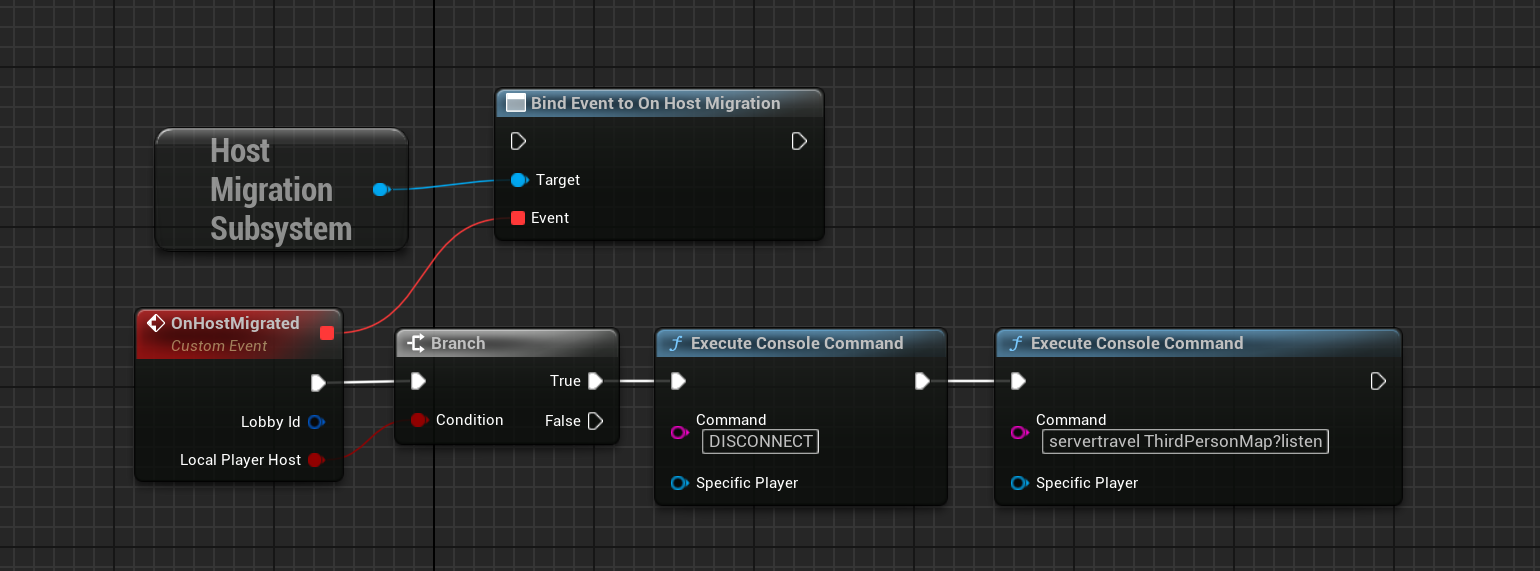 Bind Event to On Host Migration
Host
Migration
Subsystem
Target
Event
OnHostMigrated
Custom Event
Lobby Id
Local Player Host
Branch
True
Condition
False
Execute Console Command
Command
DISCONNECT
Specific Player
Execute Console Command
Command
servertravel ThirdPersonMap?listen
Specific Player